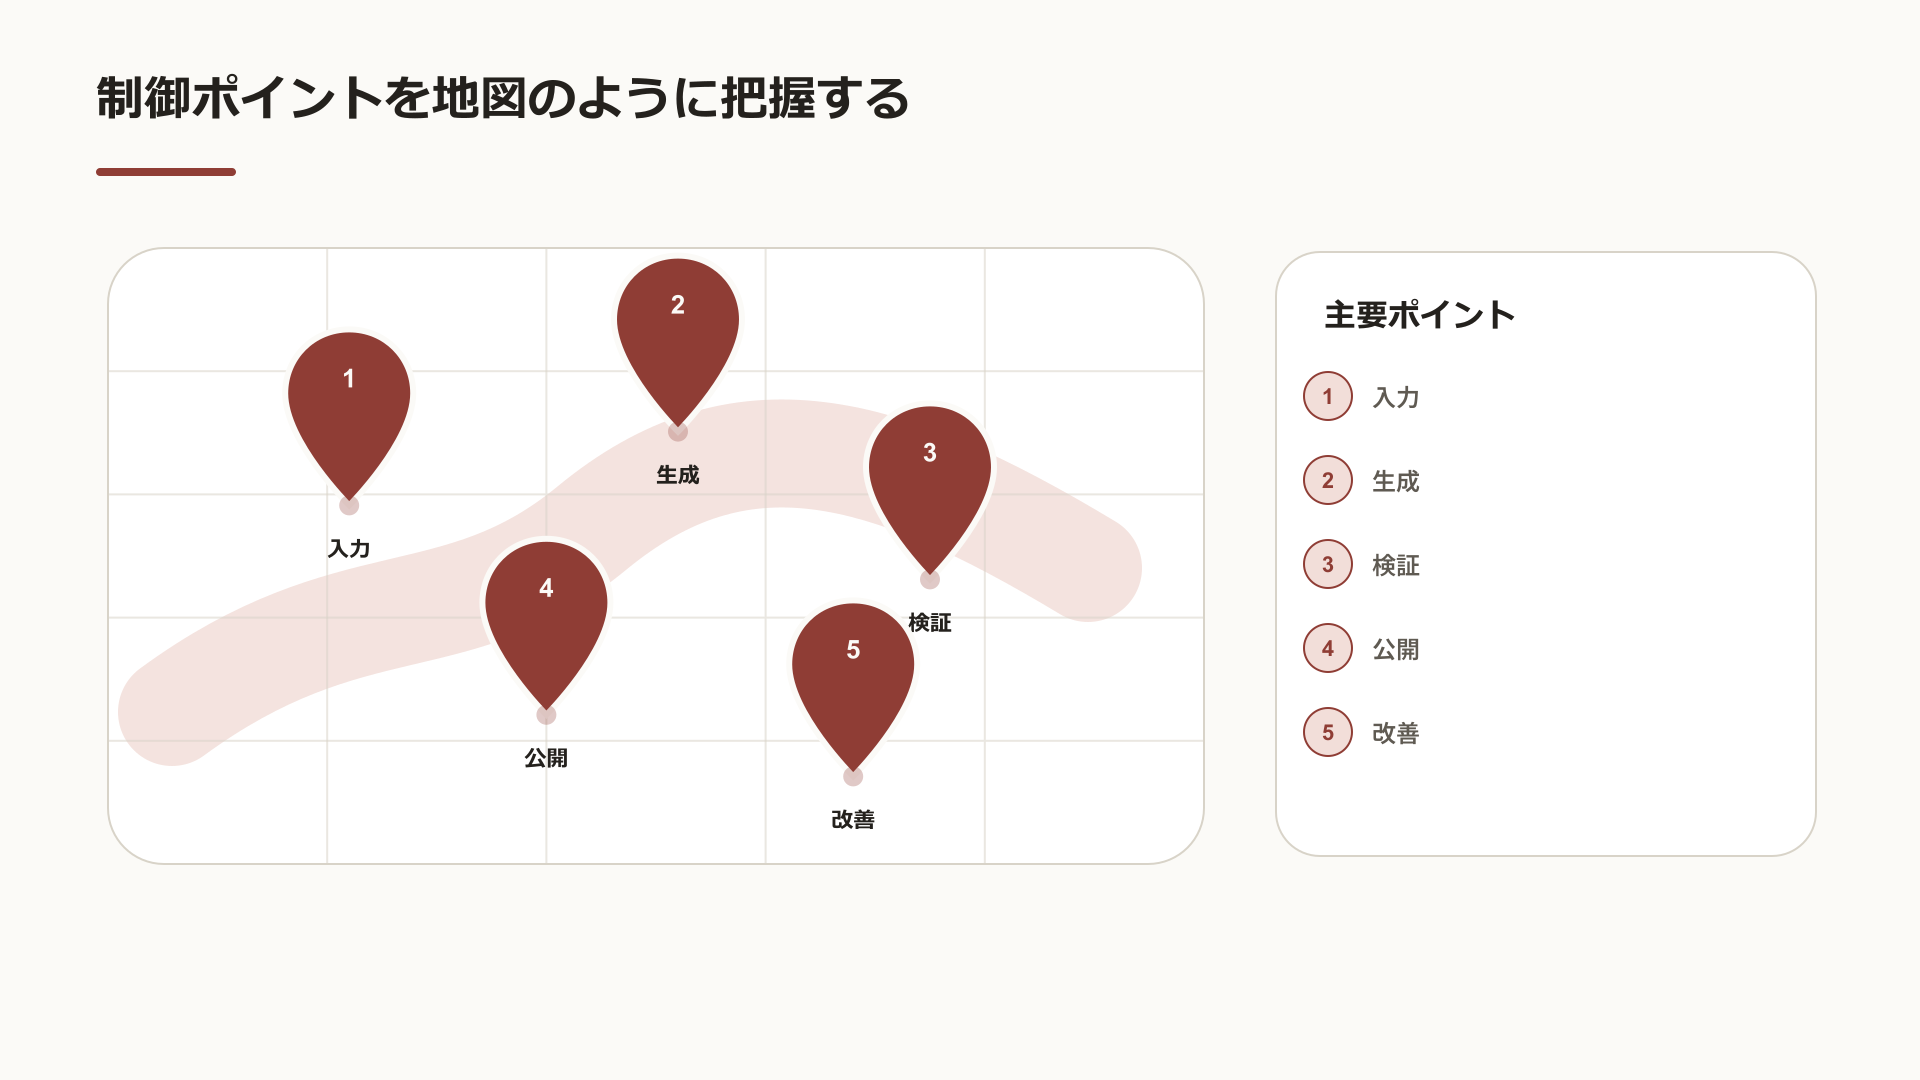 制御ポイントを地図のように把握する
1
入力
2
生成
3
検証
4
公開
5
改善
主要ポイント
1 入力
2 生成
3 検証
4 公開
5 改善